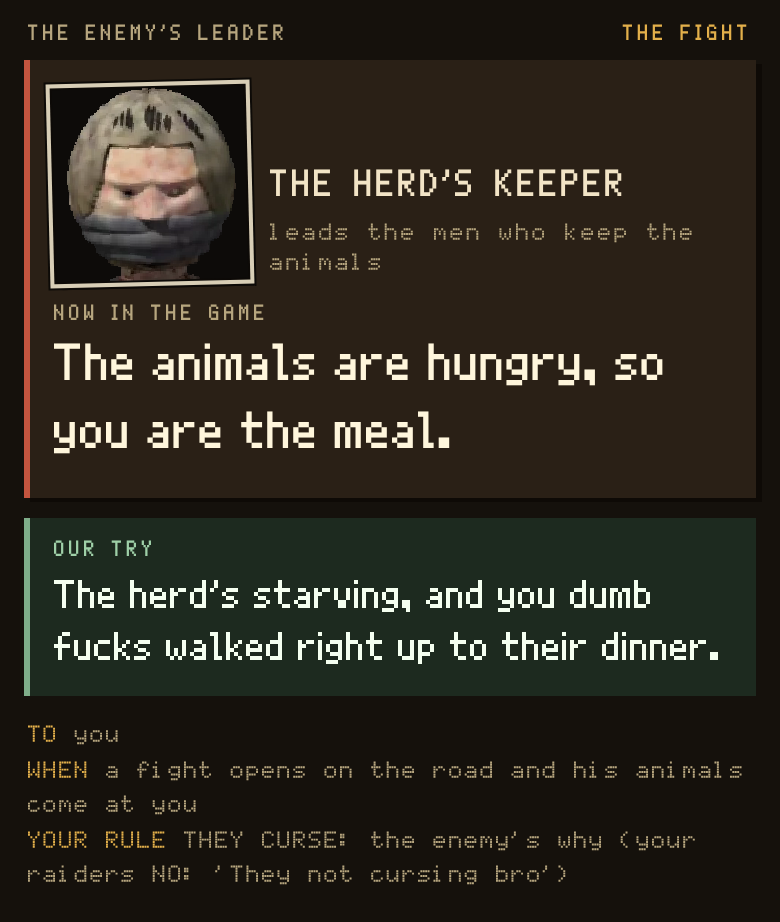 THE ENEMY'S LEADER
THE FIGHT
THE HERD'S KEEPER
leads the men who keep the
animals
NOW IN THE GAME
The animals are hungry, so
you are the meal.
OUR TRY
The herd's starving, and you dumb
fucks walked right up to their dinner.
TO you
WHEN a fight opens on the road and his animals
come at you
YOUR RULE THEY CURSE: the enemy's why (your
raiders NO: 'They not cursing bro')